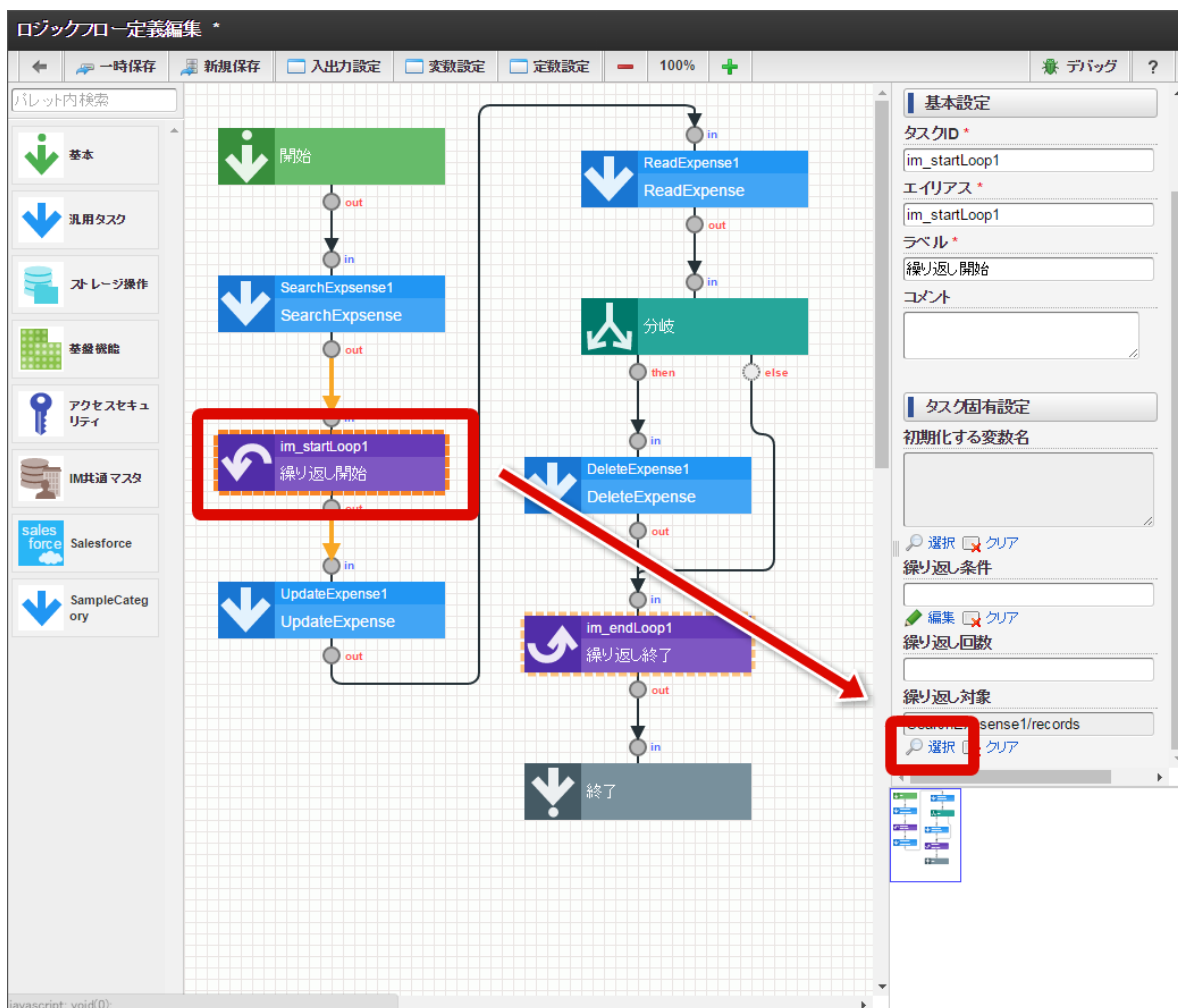 ロジックフロー定義編集 *
一時保存
新規保存
入出力設定
変数設定
定数設定
100%
デバッグ
?
パレット内検索
基本
汎用タスク
ストレージ操作
基盤機能
アクセスセキュ
リティ
IM共通マスタ
sales
force
Salesforce
SampleCateg
ory
開始
out
in
SearchExpsense1
SearchExpsense
out
in
im_startLoop1
繰り返し開始
out
in
UpdateExpense1
UpdateExpense
out
in
ReadExpense1
ReadExpense
out
in
分岐
then
else
in
DeleteExpense1
DeleteExpense
out
in
im_endLoop1
繰り返し終了
out
in
終了
基本設定
タスクID *
im_startLoop1
エイリアス *
im_startLoop1
ラベル *
繰り返し開始
コメント
タスク固有設定
初期化する変数名
選択 クリア
繰り返し条件
編集 クリア
繰り返し回数
繰り返し対象
sense1/records
選択 クリア
javascript: void(0);